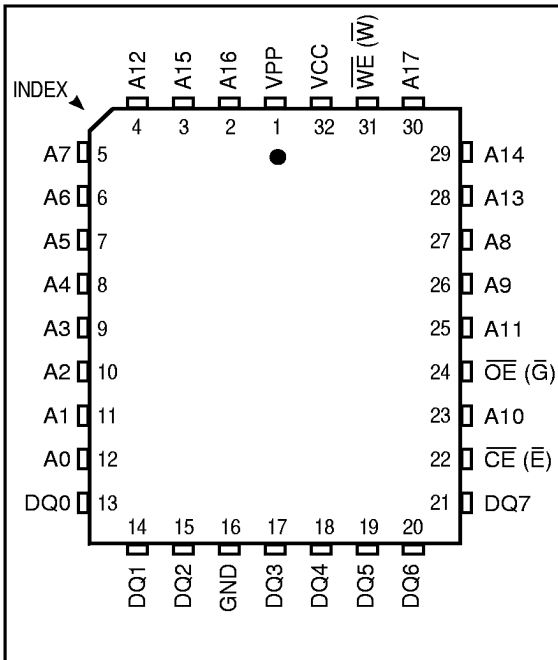 INDEX
A12 A15 A16 VPP VCC W̅E̅ (W̅) A17
4 3 2 1 32 31 30
A7 5 29 A14
A6 6 28 A13
A5 7 27 A8
A4 8 26 A9
A3 9 25 A11
A2 10 24 O̅E̅ (G̅)
A1 11 23 A10
A0 12 22 C̅E̅ (E̅)
DQ0 13 21 DQ7
14 15 16 17 18 19 20
DQ1 DQ2 GND DQ3 DQ4 DQ5 DQ6